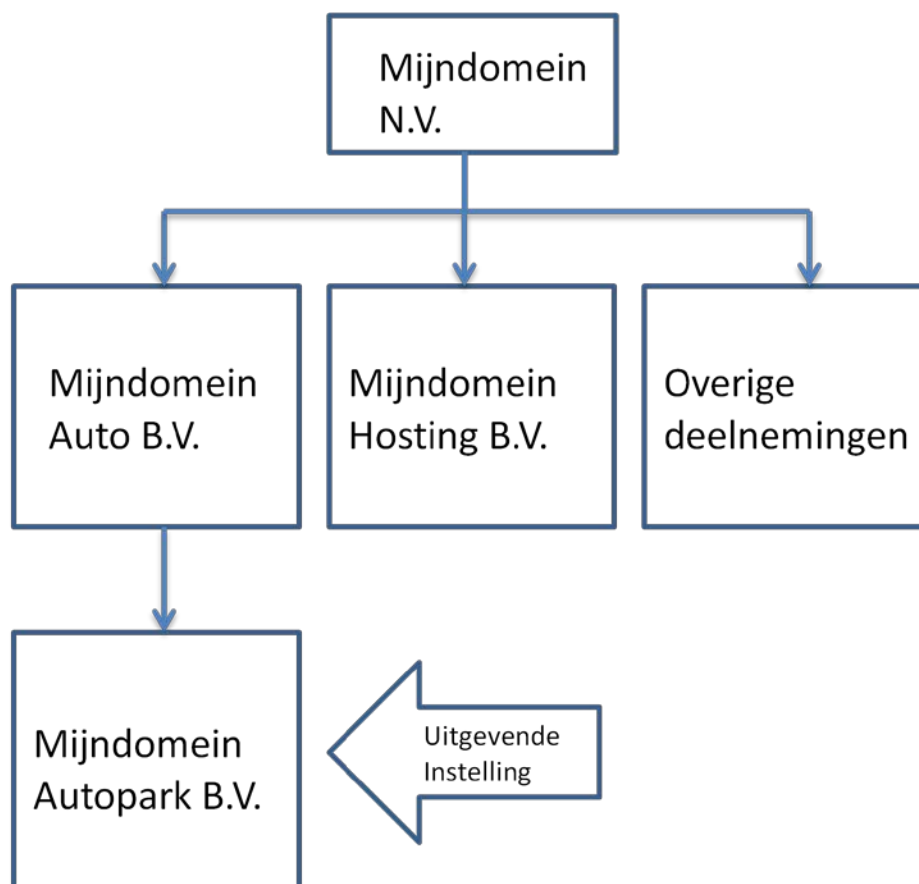 Mijndomein
N.V.
Mijndomein
Auto B.V.
Mijndomein
Hosting B.V.
Overige
deelnemingen
Mijndomein
Autopark B.V.
Uitgevende
Instelling